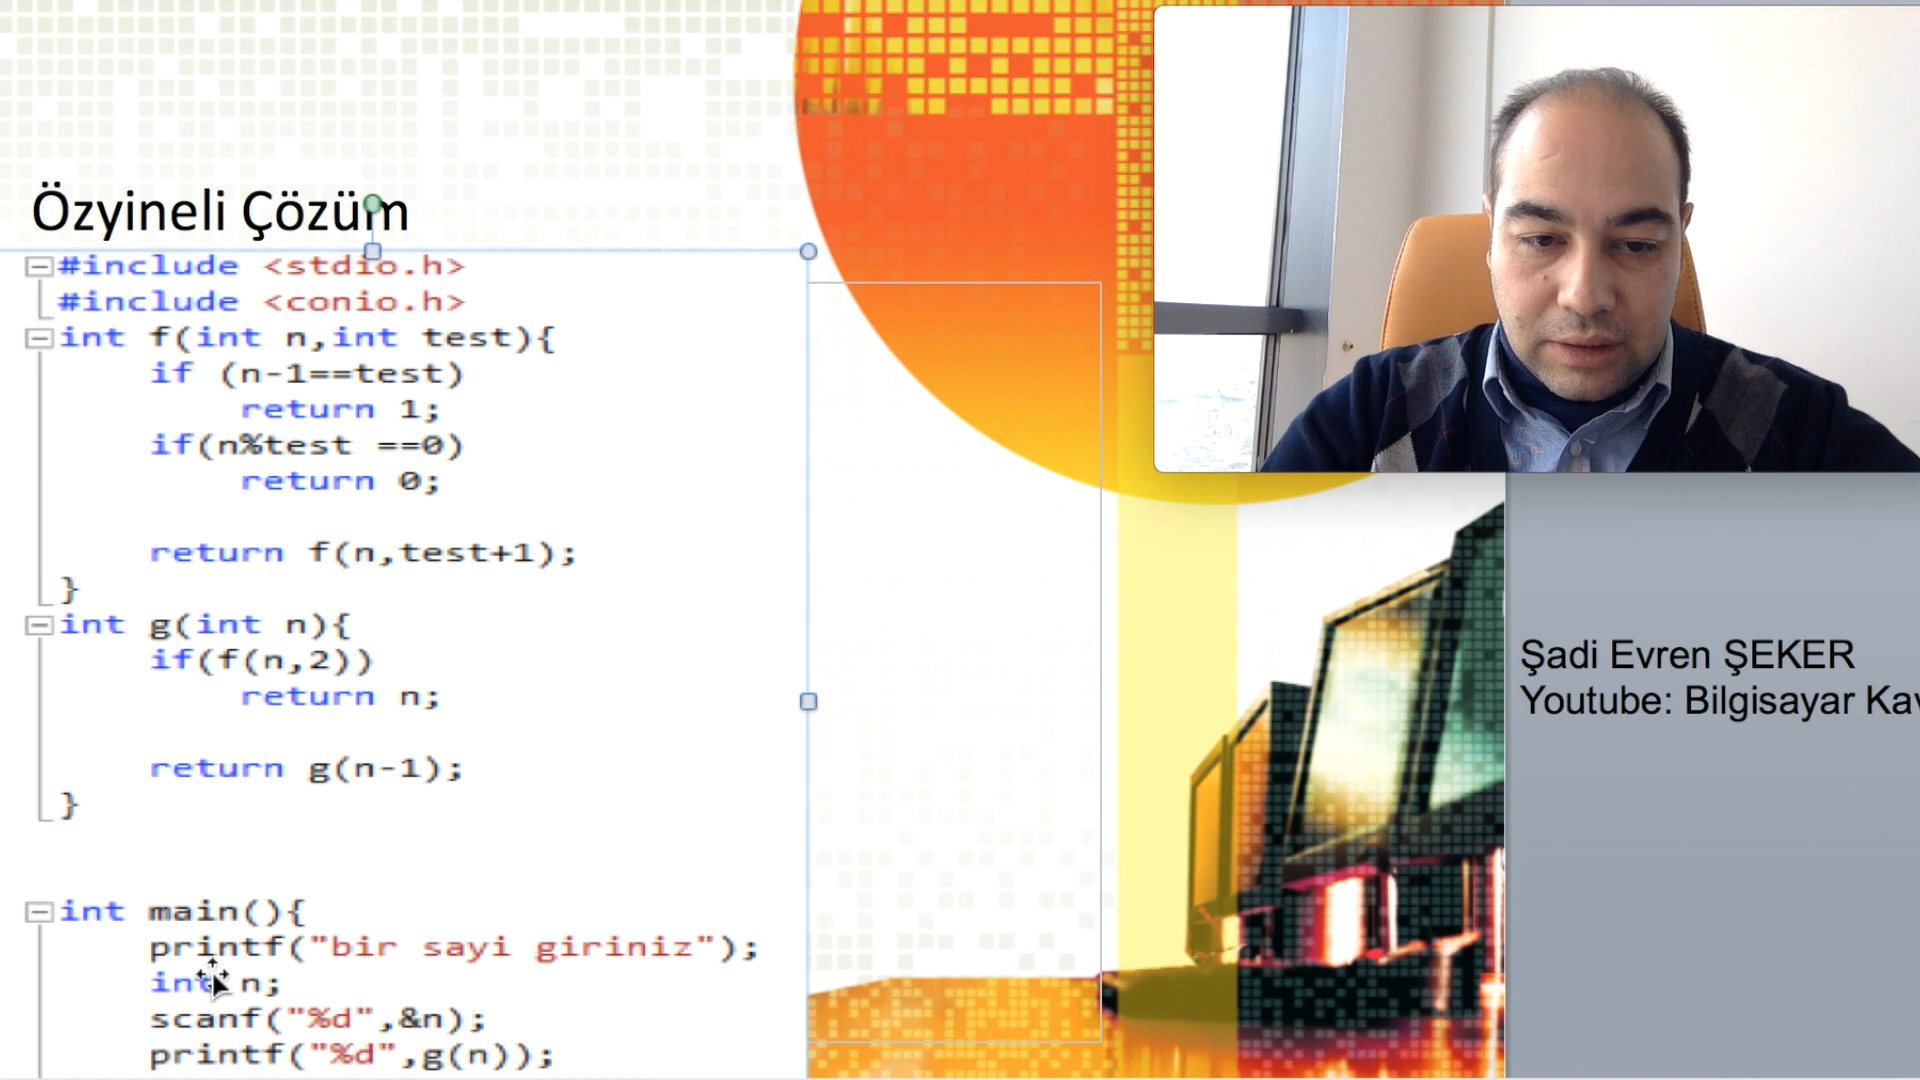 Özyineli Çözüm
#include <stdio.h>
#include <conio.h>
int f(int n,int test){
if (n-1==test)
return 1;
if(n%test ==0)
return 0;
return f(n,test+1);
}
int g(int n){
if(f(n,2))
return n;
return g(n-1);
}
int main(){
printf("bir sayi giriniz");
int n;
scanf("%d",&n);
printf("%d",g(n));
Şadi Evren ŞEKER
Youtube: Bilgisayar